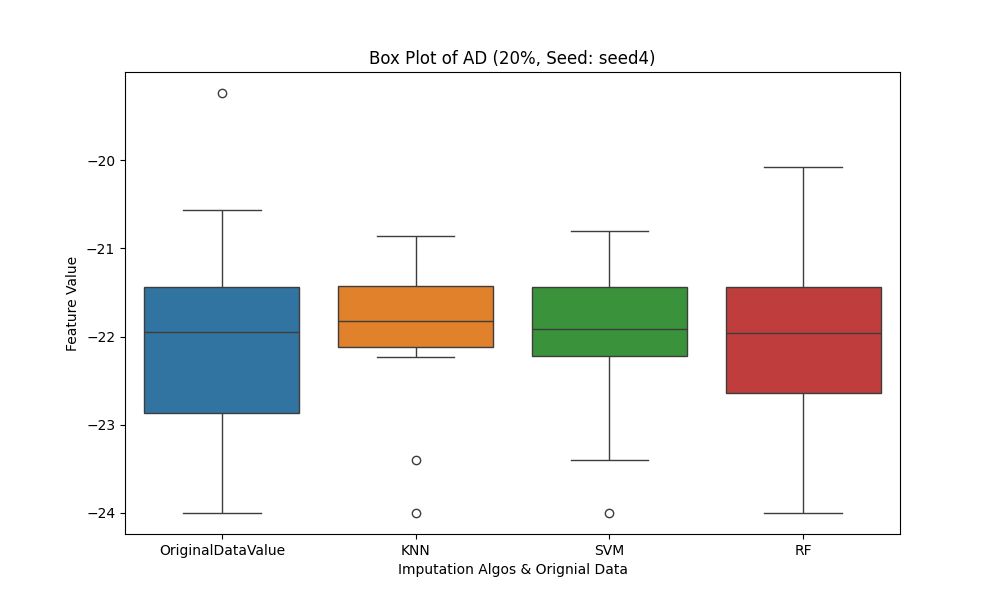 Box Plot of AD (20%, Seed: seed4)
Feature Value
−20
−21
−22
−23
−24
OriginalDataValue KNN SVM RF
Imputation Algos & Orignial Data